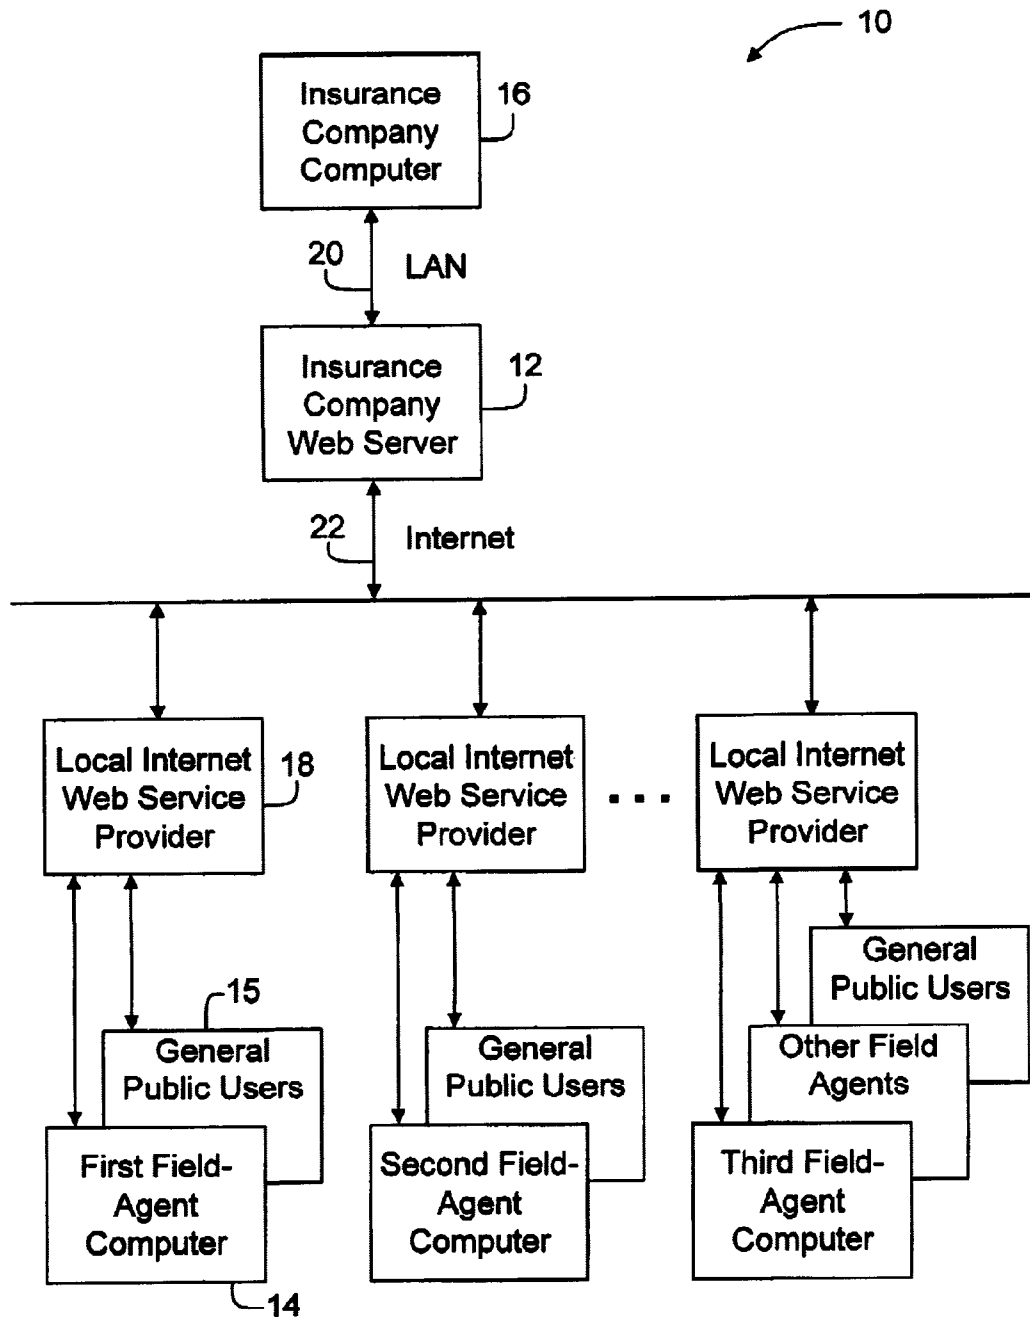 10
Insurance
Company
Computer
16
20
LAN
Insurance
Company
Web Server
12
22
Internet
Local Internet
Web Service
Provider
18
Local Internet
Web Service
Provider
...
Local Internet
Web Service
Provider
15
General
Public Users
First Field-
Agent
Computer
14
General
Public Users
Second Field-
Agent
Computer
General
Public Users
Other Field
Agents
Third Field-
Agent
Computer